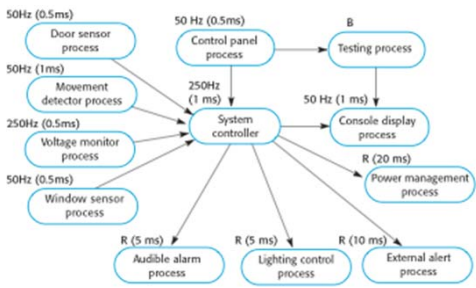 50Hz (0.5ms)
Door sensor
process
50 Hz (0.5ms)
Control panel
process
B
Testing process
50Hz (1ms)
Movement
detector process
250Hz
(1 ms)
50 Hz (1 ms)
250Hz (0.5ms)
Voltage monitor
process
System
controller
Console display
process
50Hz (0.5ms)
Window sensor
process
R (20 ms)
Power management
process
R (5 ms)
Audible alarm
process
R (5 ms)
Lighting control
process
R (10 ms)
External alert
process